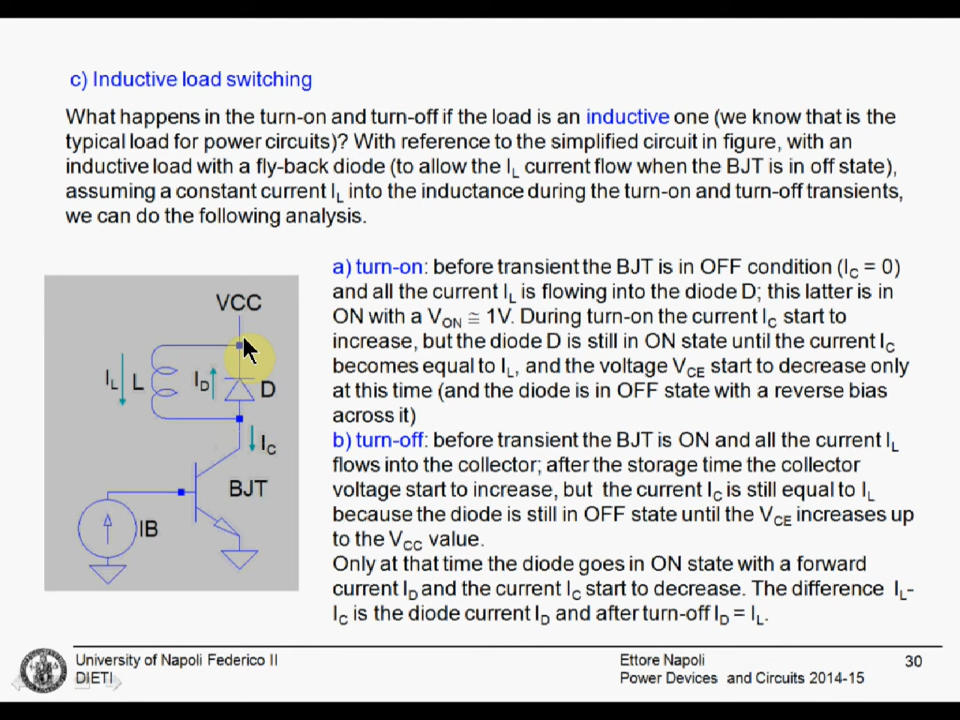 c) Inductive load switching
What happens in the turn-on and turn-off if the load is an inductive one (we know that is the
typical load for power circuits)? With reference to the simplified circuit in figure, with an
inductive load with a fly-back diode (to allow the IL current flow when the BJT is in off state),
assuming a constant current IL into the inductance during the turn-on and turn-off transients,
we can do the following analysis.
a) turn-on: before transient the BJT is in OFF condition (IC = 0)
and all the current IL is flowing into the diode D; this latter is in
ON with a VON ≅ 1V. During turn-on the current IC start to
increase, but the diode D is still in ON state until the current IC
becomes equal to IL, and the voltage VCE start to decrease only
at this time (and the diode is in OFF state with a reverse bias
across it)
b) turn-off: before transient the BJT is ON and all the current IL
flows into the collector; after the storage time the collector
voltage start to increase, but the current IC is still equal to IL
because the diode is still in OFF state until the VCE increases up
to the VCC value.
Only at that time the diode goes in ON state with a forward
current ID and the current IC start to decrease. The difference IL-
IC is the diode current ID and after turn-off ID = IL.
VCC
IL L ID D
IC
BJT
IB
University of Napoli Federico II
DIETI
Ettore Napoli
Power Devices and Circuits 2014-15
30